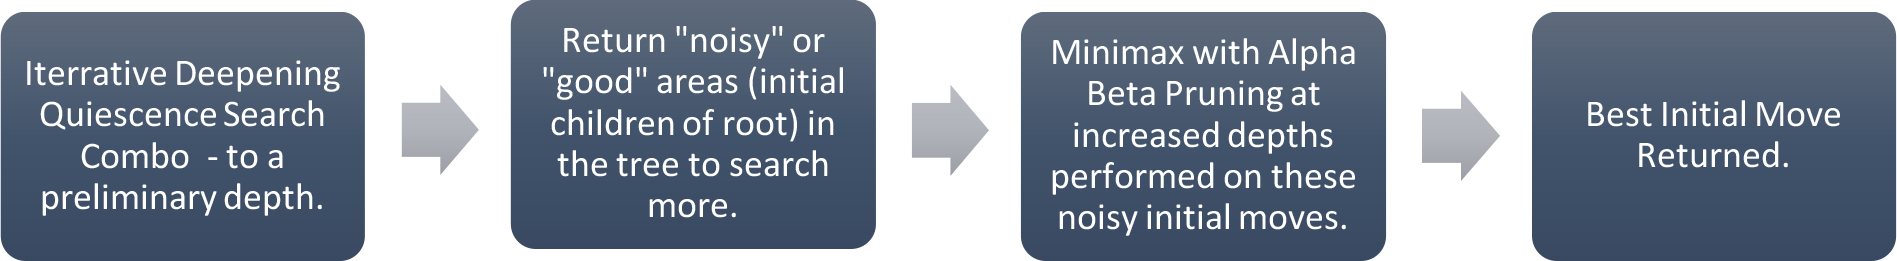 Iterrative Deepening
Quiescence Search
Combo  - to a
preliminary depth.
Return "noisy" or
"good" areas (initial
children of root) in
the tree to search
more.
Minimax with Alpha
Beta Pruning at
increased depths
performed on these
noisy initial moves.
Best Initial Move
Returned.